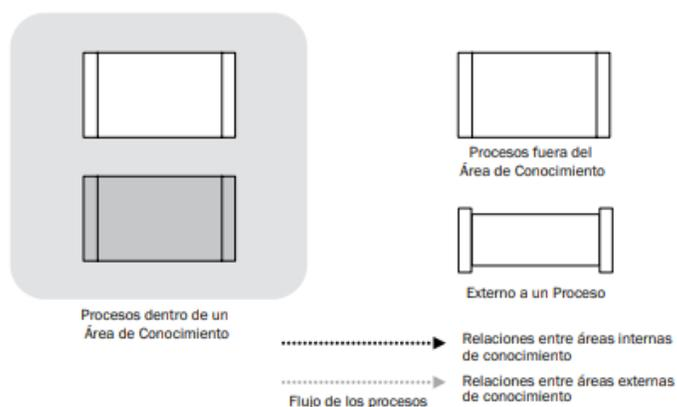 Procesos fuera del
Área de Conocimiento
Externo a un Proceso
Procesos dentro de un
Área de Conocimiento
Relaciones entre áreas internas
de conocimiento
Relaciones entre áreas externas
de conocimiento
Flujo de los procesos